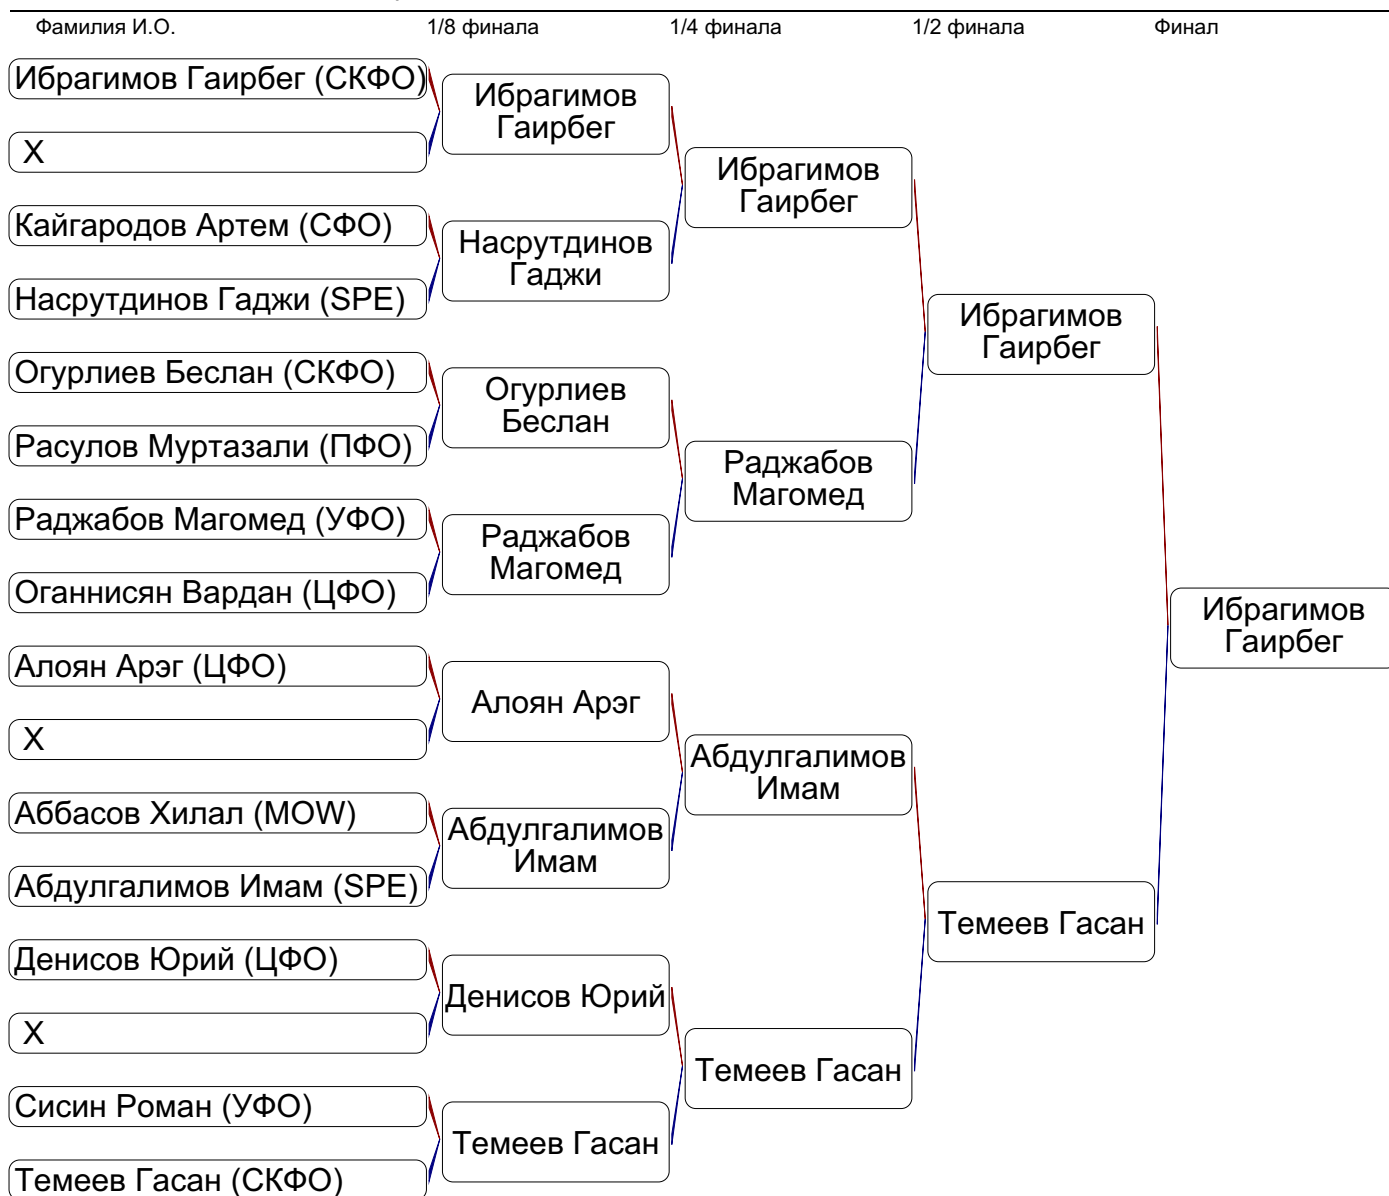 Фамилия И.О. 1/8 финала 1/4 финала 1/2 финала Финал
Ибрагимов Гаирбег (СКФО)
X
Кайгародов Артем (СФО)
Насрутдинов Гаджи (SPE)
Огурлиев Беслан (СКФО)
Расулов Муртазали (ПФО)
Раджабов Магомед (УФО)
Оганнисян Вардан (ЦФО)
Алоян Арэг (ЦФО)
X
Аббасов Хилал (MOW)
Абдулгалимов Имам (SPE)
Денисов Юрий (ЦФО)
X
Сисин Роман (УФО)
Темеев Гасан (СКФО)
Ибрагимов
Гаирбег
Насрутдинов
Гаджи
Огурлиев
Беслан
Раджабов
Магомед
Алоян Арэг
Абдулгалимов
Имам
Денисов Юрий
Темеев Гасан
Ибрагимов
Гаирбег
Раджабов
Магомед
Абдулгалимов
Имам
Темеев Гасан
Ибрагимов
Гаирбег
Темеев Гасан
Ибрагимов
Гаирбег